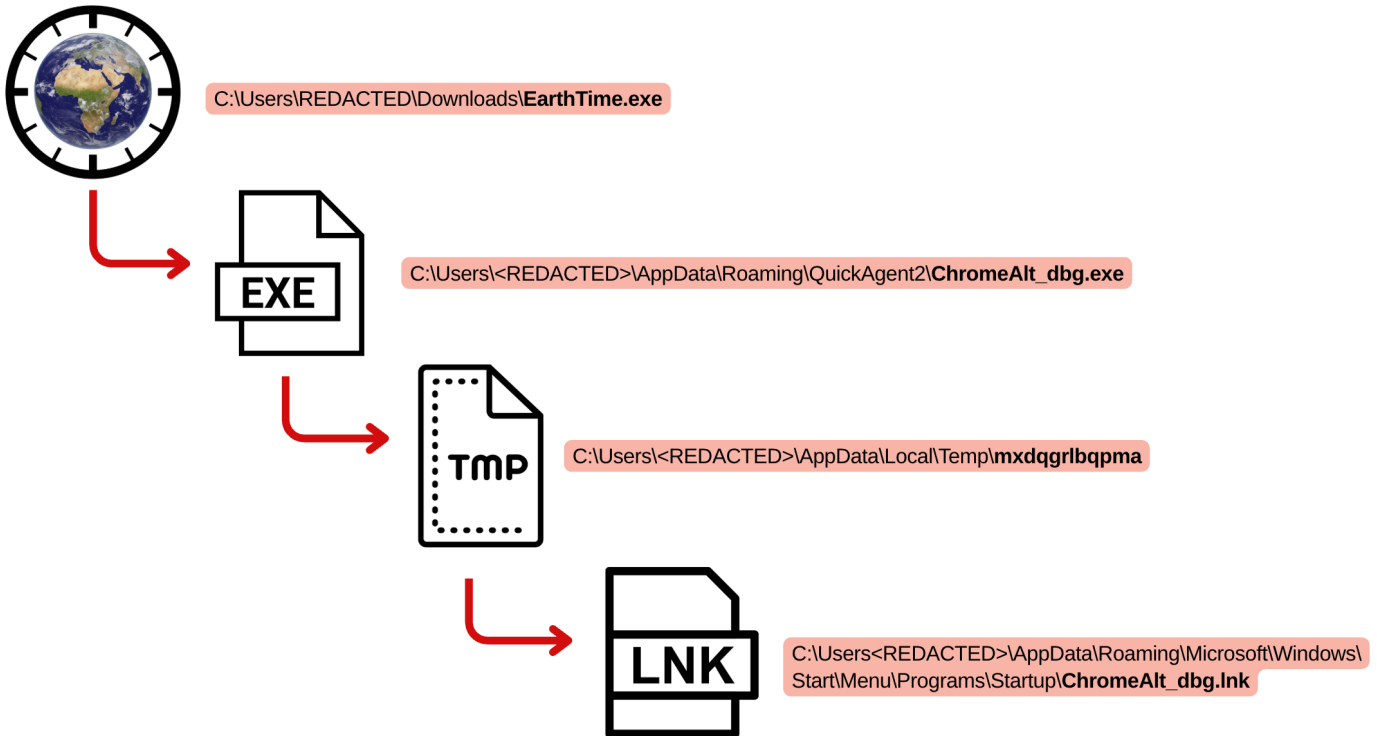 C:\Users\REDACTED\Downloads\EarthTime.exe
EXE
C:\Users\<REDACTED>\AppData\Roaming\QuickAgent2\ChromeAlt_dbg.exe
TMP
C:\Users\<REDACTED>\AppData\Local\Temp\mxdqgrlbqpma
LNK
C:\Users<REDACTED>\AppData\Roaming\Microsoft\Windows\
Start\Menu\Programs\Startup\ChromeAlt_dbg.lnk